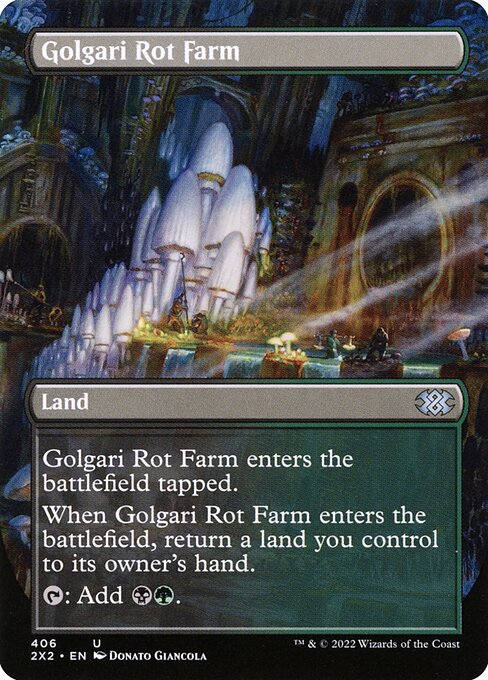 Golgari Rot Farm
Land
Golgari Rot Farm enters the
battlefield tapped.
When Golgari Rot Farm enters the
battlefield, return a land you control
to its owner's hand.
: Add .
406 U
2X2 • EN Donato Giancola
™ & © 2022 Wizards of the Coast